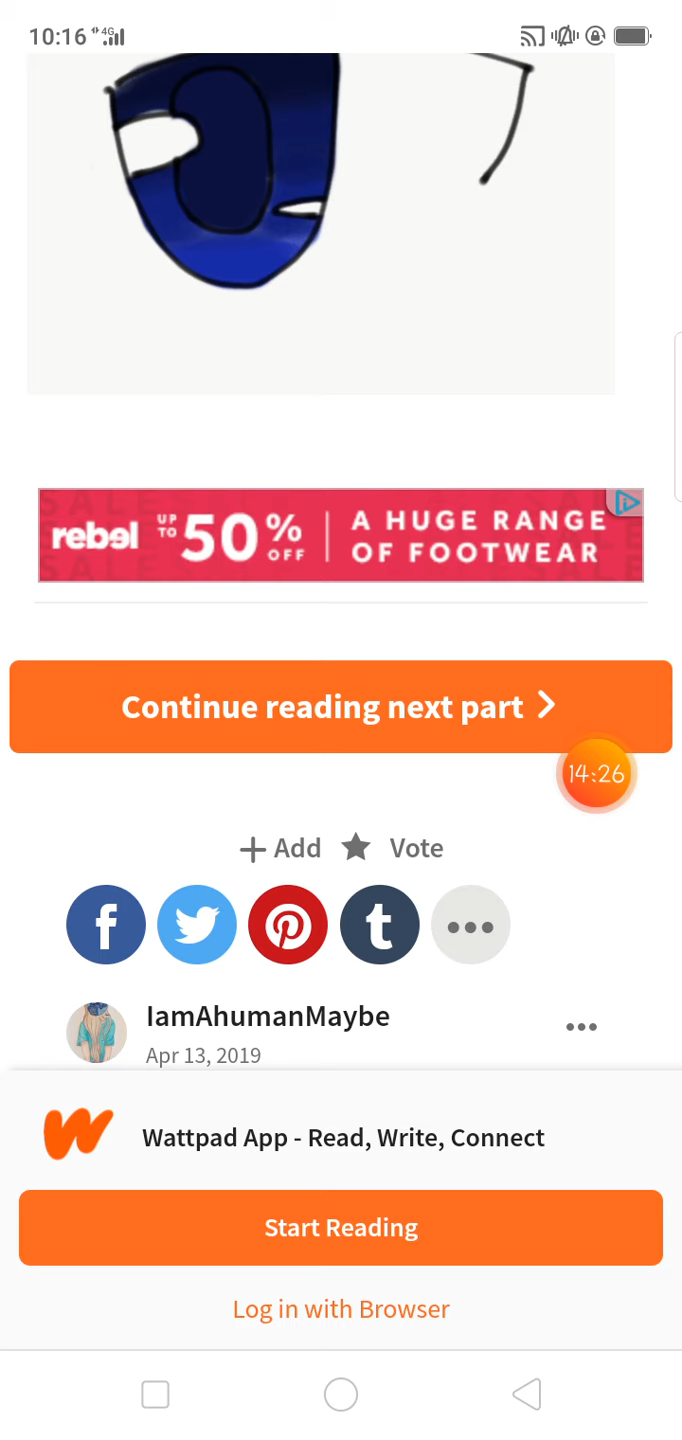 10:16 4G
rebel UP TO 50% OFF A HUGE RANGE OF FOOTWEAR
Continue reading next part
14:26
Add Vote
IamAhumanMaybe
Apr 13, 2019
Wattpad App - Read, Write, Connect
Start Reading
Log in with Browser